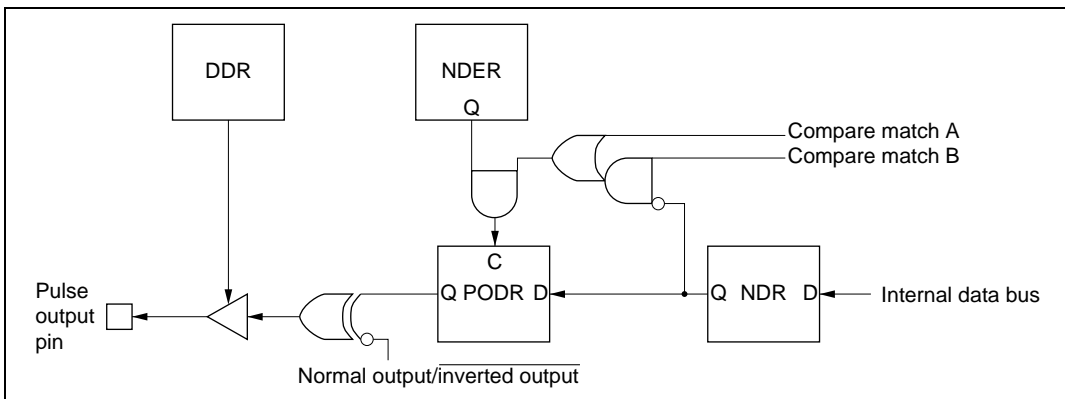 DDR
NDER
Q
Compare match A
Compare match B
C
Q PODR D
Q NDR D
Internal data bus
Pulse
output
pin
Normal output/inverted output